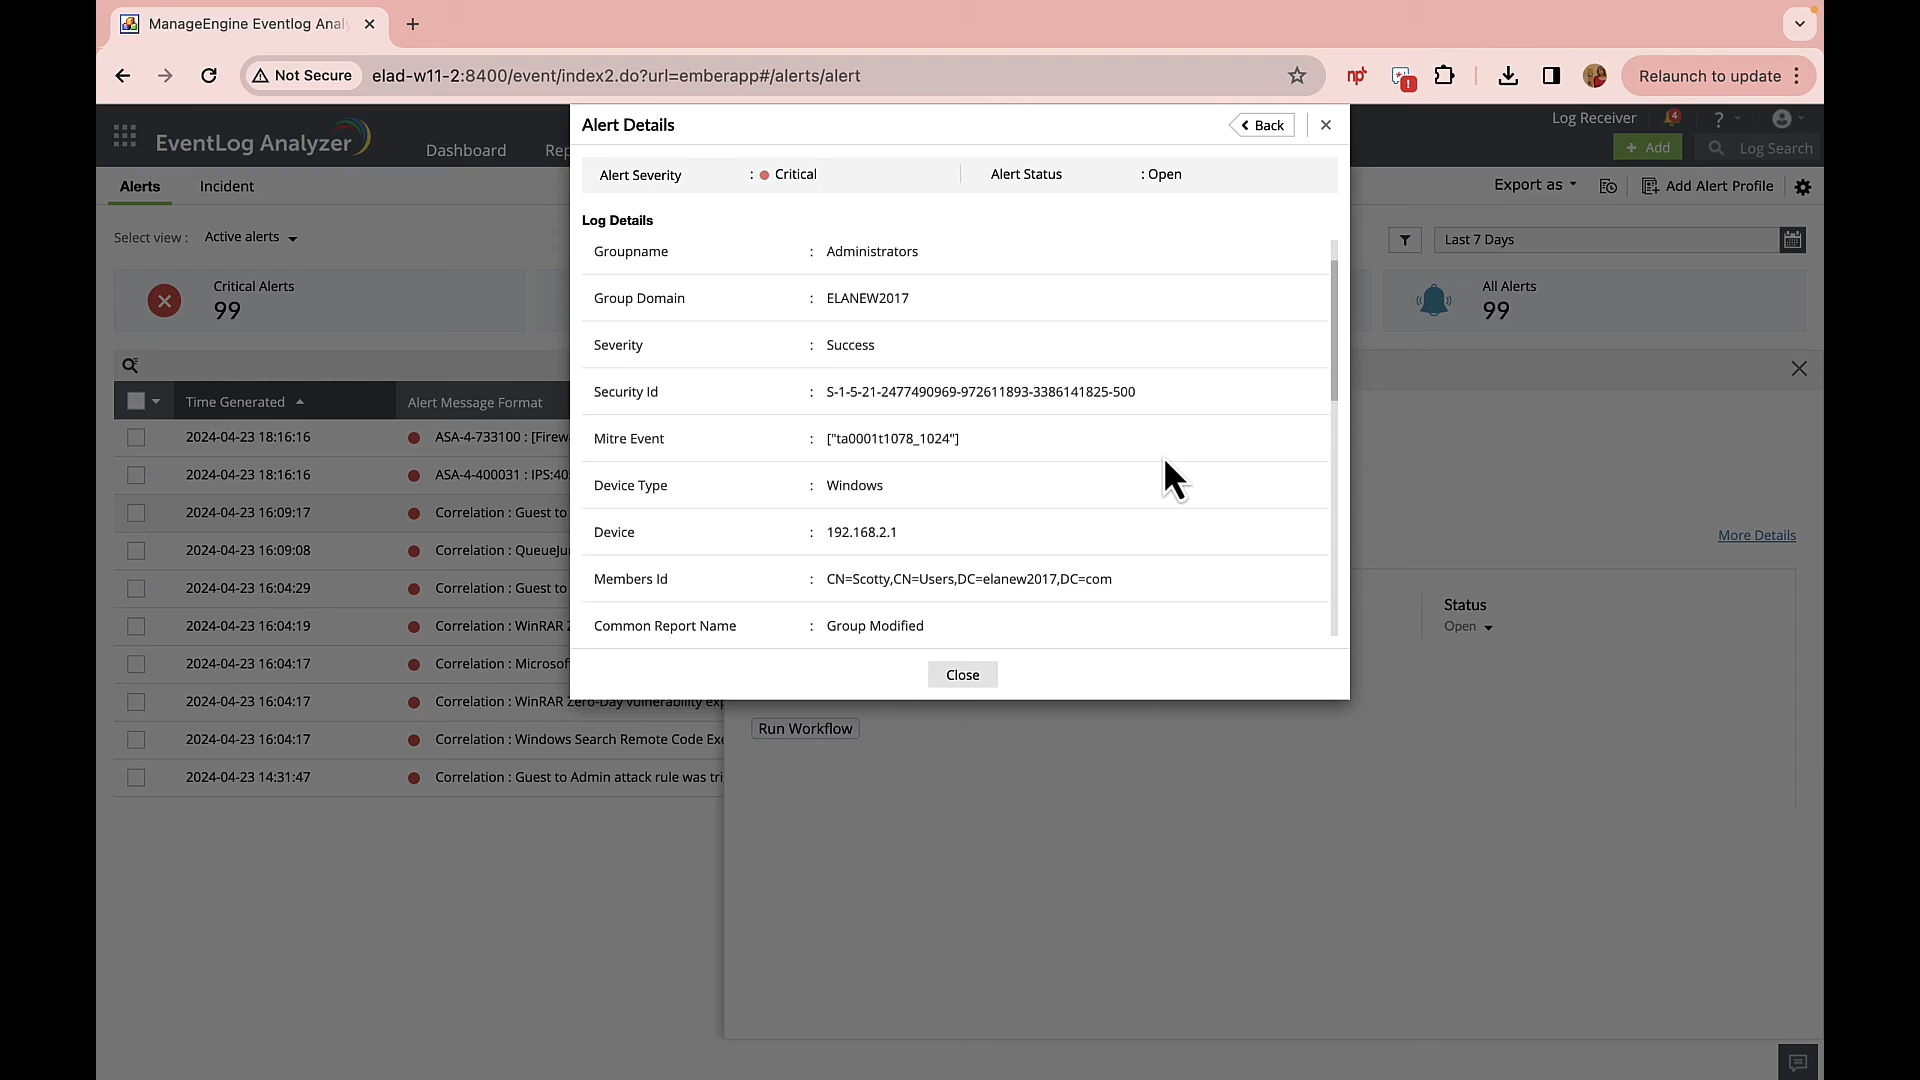 ManageEngine Eventlog Anal
Not Secure
elad-w11-2:8400/event/index2.do?url=emberapp#/alerts/alert
np
Relaunch to update
EventLog Analyzer
Dashboard
Rep
Log Receiver
4
?
+ Add
Log Search
Alerts
Incident
Export as
Add Alert Profile
Select view :
Active alerts
Last 7 Days
Critical Alerts
99
All Alerts
99
Time Generated
Alert Message Format
2024-04-23 18:16:16
ASA-4-733100 : [Firew
2024-04-23 18:16:16
ASA-4-400031 : IPS:40
2024-04-23 16:09:17
Correlation : Guest to
2024-04-23 16:09:08
Correlation : QueueJu
2024-04-23 16:04:29
Correlation : Guest to
2024-04-23 16:04:19
Correlation : WinRAR
2024-04-23 16:04:17
Correlation : Microsof
2024-04-23 16:04:17
Correlation : WinRAR Zero-Day vulnerability exp
2024-04-23 16:04:17
Correlation : Windows Search Remote Code Exe
2024-04-23 14:31:47
Correlation : Guest to Admin attack rule was tri
Alert Details
Back
Alert Severity : Critical
Alert Status : Open
Log Details
Groupname : Administrators
Group Domain : ELANEW2017
Severity : Success
Security Id : S-1-5-21-2477490969-972611893-3386141825-500
Mitre Event : ["ta0001t1078_1024"]
Device Type : Windows
Device : 192.168.2.1
Members Id : CN=Scotty,CN=Users,DC=elanew2017,DC=com
Common Report Name : Group Modified
Close
More Details
Status
Open
Run Workflow